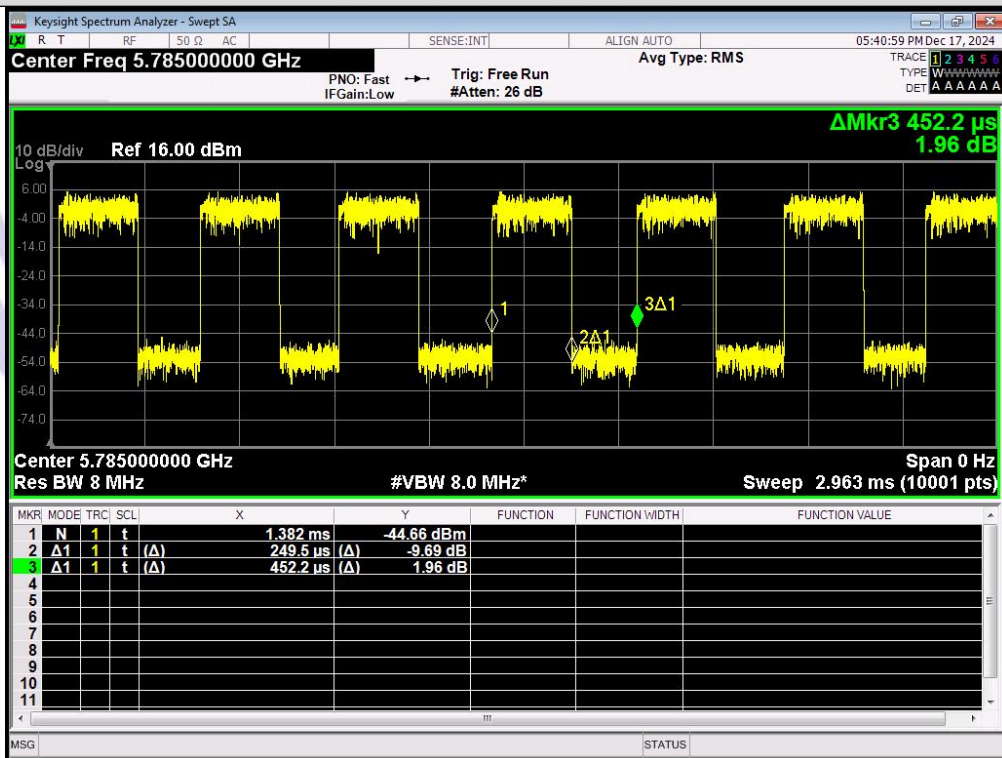 Keysight Spectrum Analyzer - Swept SA
LXI R T RF 50 Ω AC SENSE:INT ALIGN AUTO 05:40:59 PM Dec 17, 2024
Center Freq 5.785000000 GHz Avg Type: RMS TRACE 1 2 3 4 5 6
PNO: Fast Trig: Free Run TYPE WWWWWW
IFGain:Low #Atten: 26 dB DET A A A A A A
ΔMkr3 452.2 µs
10 dB/div Ref 16.00 dBm 1.96 dB
Log
6.00
-4.00
-14.0
-24.0
-34.0 3Δ1
1
-44.0 2Δ1
-54.0
-64.0
-74.0
Center 5.785000000 GHz Span 0 Hz
Res BW 8 MHz #VBW 8.0 MHz* Sweep 2.963 ms (10001 pts)
MKR MODE TRC SCL X Y FUNCTION FUNCTION WIDTH FUNCTION VALUE
1 N 1 t 1.382 ms -44.66 dBm
2 Δ1 1 t (Δ) 249.5 µs (Δ) -9.69 dB
3 Δ1 1 t (Δ) 452.2 µs (Δ) 1.96 dB
4
5
6
7
8
9
10
11
MSG STATUS